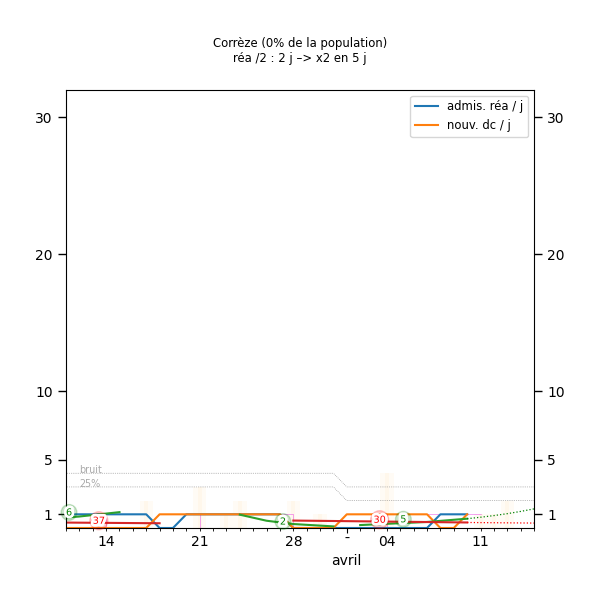 Corrèze (0% de la population)
réa /2 : 2 j –> x2 en 5 j
admis. réa / j
nouv. dc / j
30 30
20 20
10 10
5 5
bruit
25%
1 1
6 37 2 30 5
14 21 28 - 04 11
avril